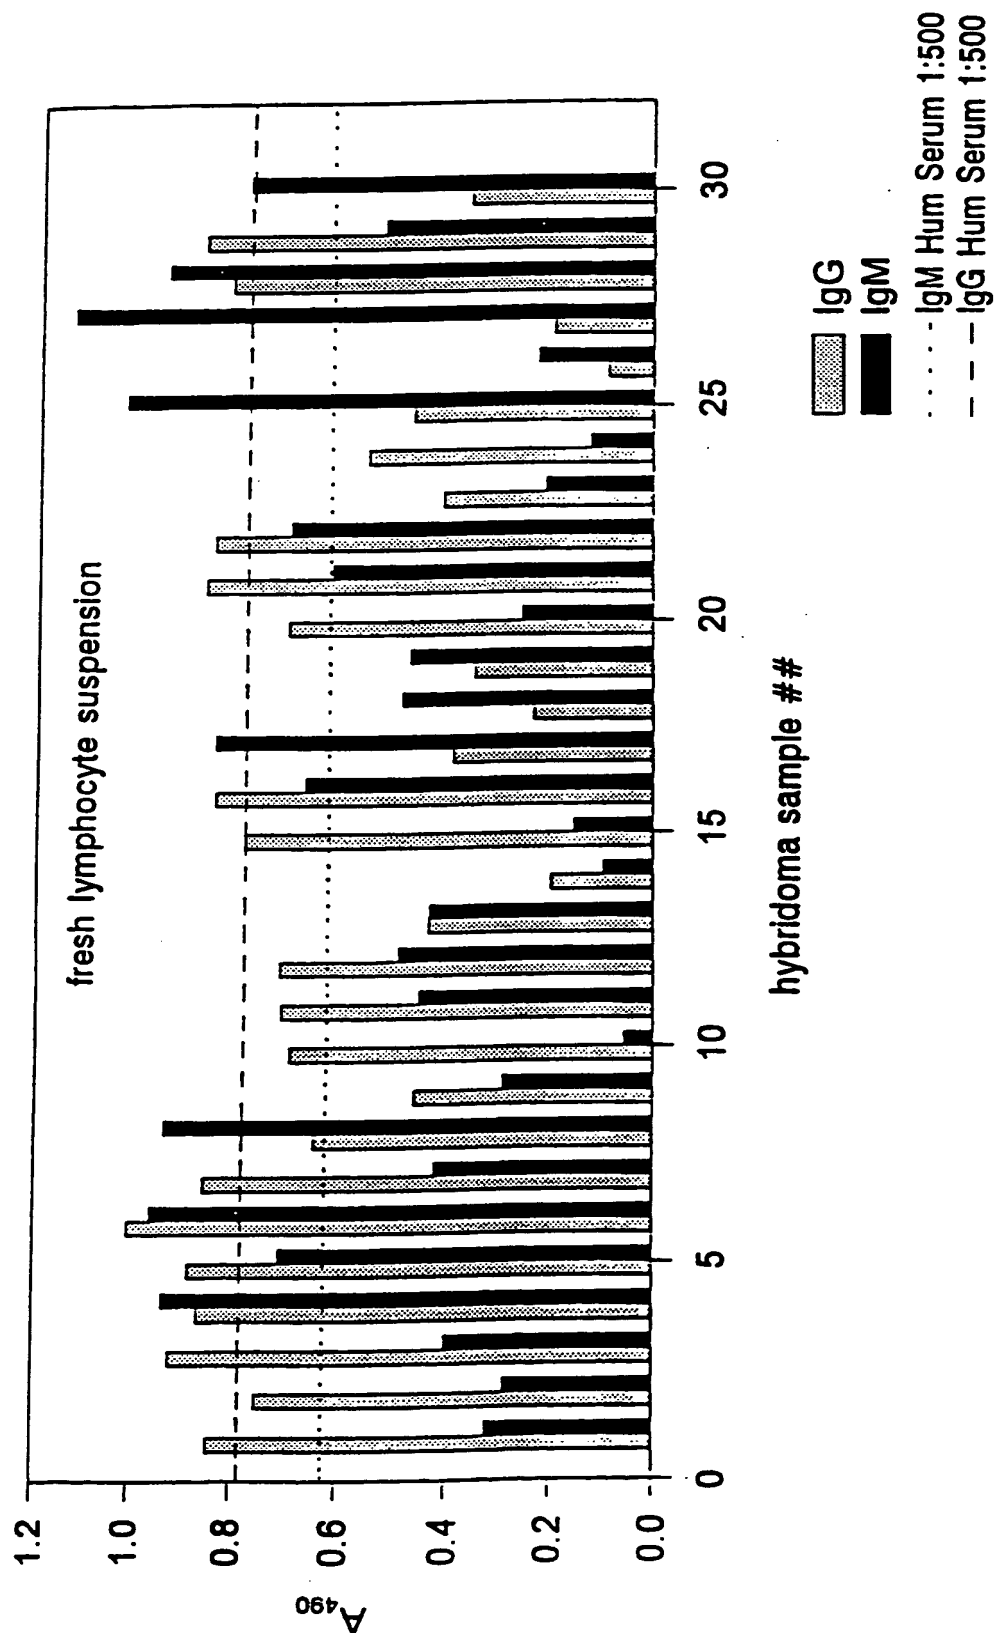 fresh lymphocyte suspension
1.2
1.0
0.8
0.6
0.4
0.2
0.0
A490
0 5 10 15 20 25 30
hybridoma sample ##
IgG
IgM
IgM Hum Serum 1:500
IgG Hum Serum 1:500